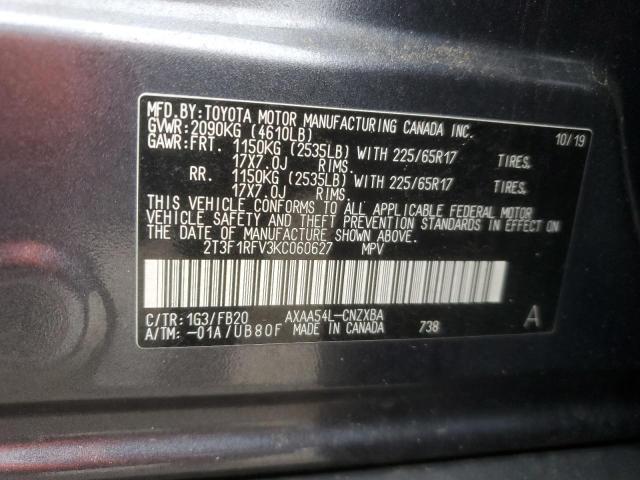 MFD.BY:TOYOTA MOTOR MANUFACTURING CANADA INC. 10/19
GVWR:2090KG (4610LB)
GAWR:FRT. 1150KG (2535LB) WITH 225/65R17 TIRES.
17X7.0J RIMS.
RR. 1150KG (2535LB) WITH 225/65R17 TIRES.
17X7.0J RIMS.
THIS VEHICLE CONFORMS TO ALL APPLICABLE FEDERAL MOTOR
VEHICLE SAFETY AND THEFT PREVENTION STANDARDS IN EFFECT ON
THE DATE OF MANUFACTURE SHOWN ABOVE.
2T3F1RFV3KC060627 MPV
C/TR:1G3/FB20 AXAA54L-CNZXBA
A/TM:-01A/UB80F MADE IN CANADA 738 A